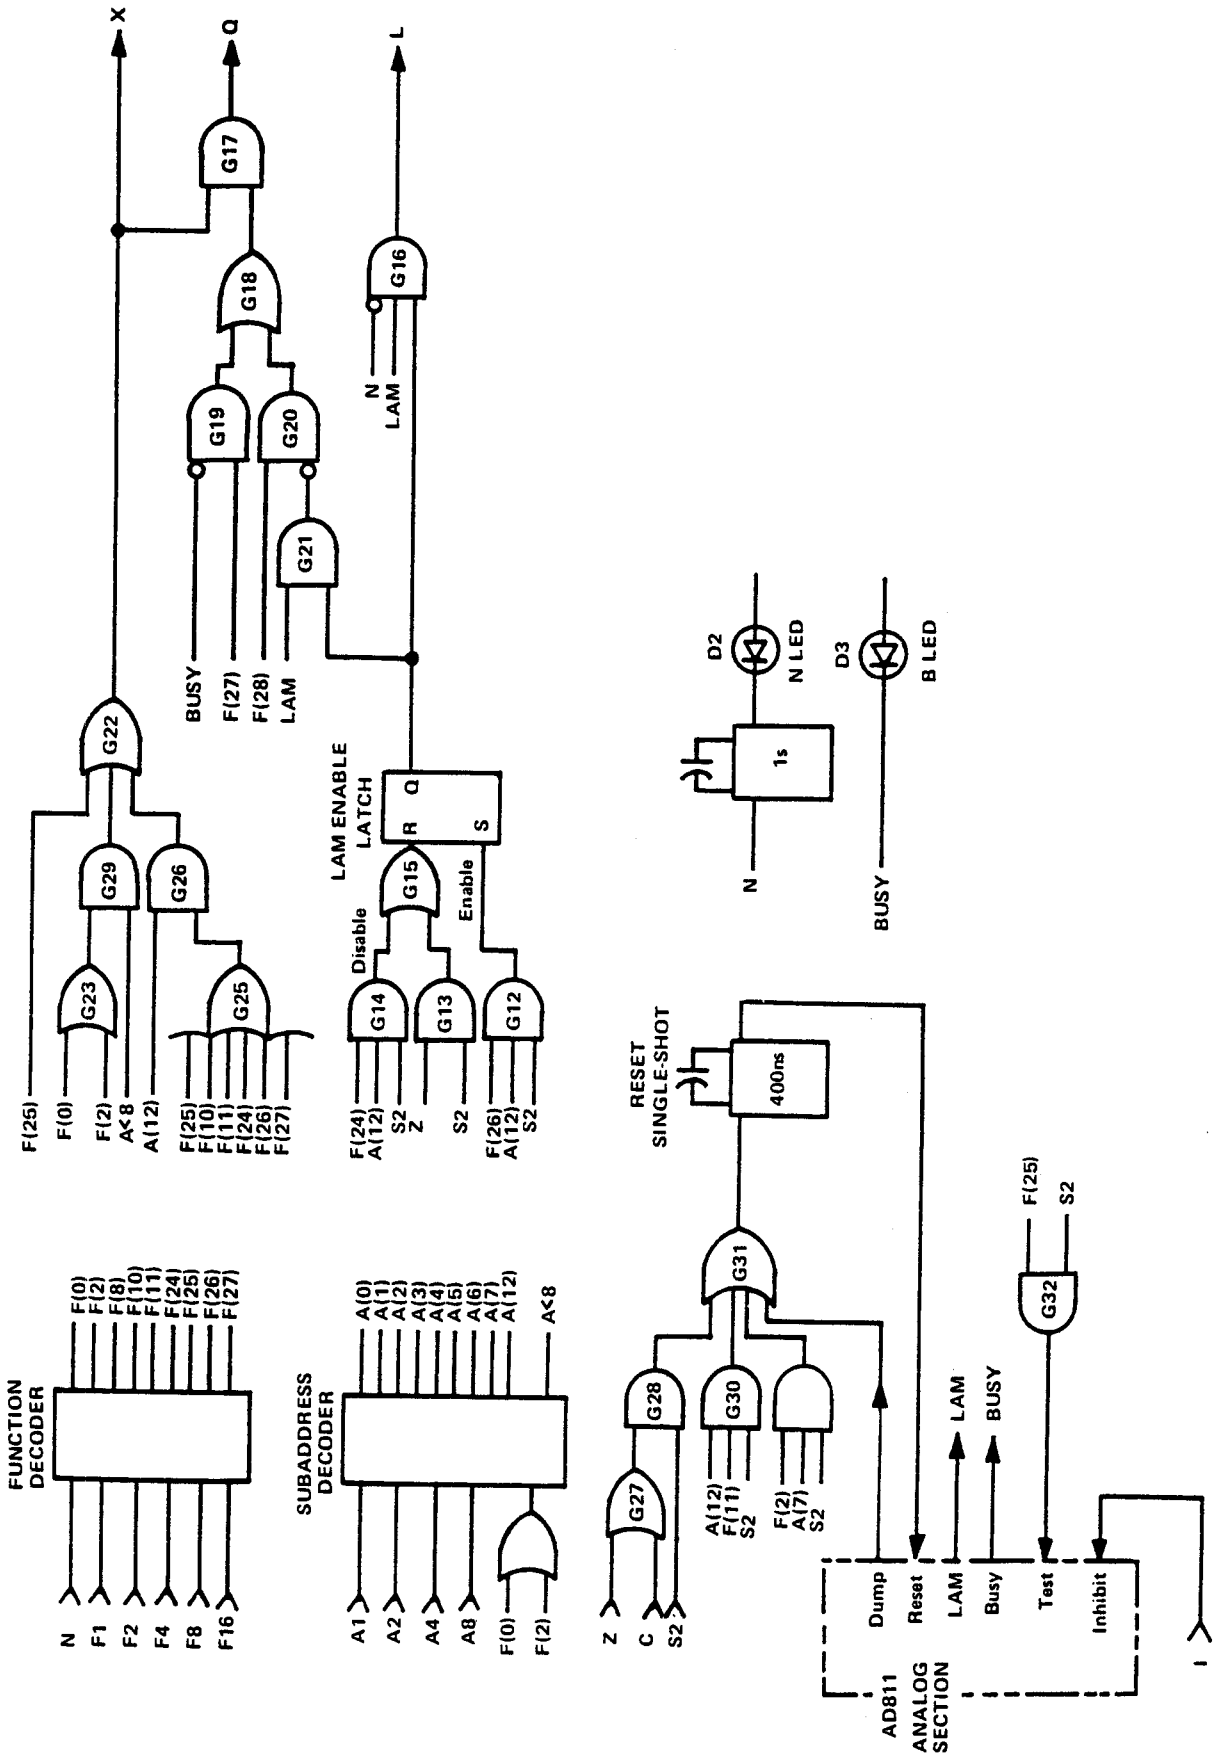 FUNCTION
DECODER
N
F1
F2
F4
F8
F16
F(0)
F(2)
F(8)
F(10)
F(11)
F(24)
F(25)
F(26)
F(27)
F(25)
F(0)
F(2)
A<8
A(12)
F(25)
F(10)
F(11)
F(24)
F(26)
F(27)
G23
G25
G29
G26
G22
X
BUSY
F(27)
F(28)
LAM
G21
G19
G20
G18
G17
Q
SUBADDRESS
DECODER
A1
A2
A4
A8
F(0)
F(2)
A(0)
A(1)
A(2)
A(3)
A(4)
A(5)
A(6)
A(7)
A(12)
A<8
F(24)
A(12)
S2
Z
S2
F(26)
A(12)
S2
G14
G13
G12
Disable
Enable
G15
LAM ENABLE
LATCH
R
Q
S
N
LAM
G16
L
Z
C
S2
G27
G28
A(12)
F(11)
S2
G30
F(2)
A(7)
S2
G31
RESET
SINGLE-SHOT
400ns
N
1s
D2
N LED
BUSY
D3
B LED
AD811
ANALOG
SECTION
Dump
Reset
LAM
Busy
Test
Inhibit
LAM
BUSY
G32
F(25)
S2
I